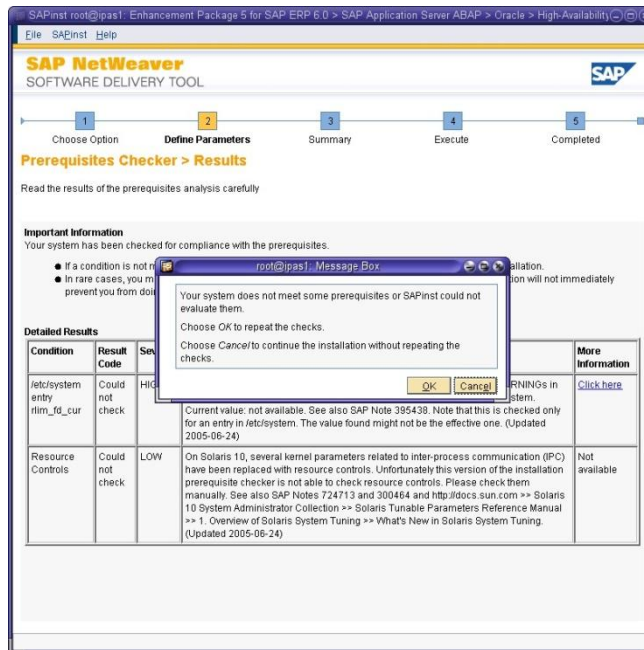 SAPinst root@ipas1: Enhancement Package 5 for SAP ERP 6.0 > SAP Application Server ABAP > Oracle > High-Availability
File SAPinst Help
SAP NetWeaver
SOFTWARE DELIVERY TOOL
SAP
1 2 3 4 5
Choose Option Define Parameters Summary Execute Completed
Prerequisites Checker > Results
Read the results of the prerequisites analysis carefully
Important Information
Your system has been checked for compliance with the prerequisites.
If a condition is not m
llation.
In rare cases, you m
ion will not immediately
prevent you from doin
root@ipas1: Message Box
Your system does not meet some prerequisites or SAPinst could not
evaluate them.
Choose OK to repeat the checks.
Choose Cancel to continue the installation without repeating the
checks.
OK Cancel
Detailed Results
Condition Result Code Sev More Information
/etc/system entry rlim_fd_cur
Could not check
HIG
RNINGs in
stem.
Current value: not available. See also SAP Note 395438. Note that this is checked only
for an entry in /etc/system. The value found might not be the effective one. (Updated
2005-06-24)
Click here
Resource Controls
Could not check
LOW
On Solaris 10, several kernel parameters related to inter-process communication (IPC)
have been replaced with resource controls. Unfortunately this version of the installation
prerequisite checker is not able to check resource controls. Please check them
manually. See also SAP Notes 724713 and 300464 and http://docs.sun.com >> Solaris
10 System Administrator Collection >> Solaris Tunable Parameters Reference Manual
>> 1. Overview of Solaris System Tuning >> What's New in Solaris System Tuning.
(Updated 2005-06-24)
Not available